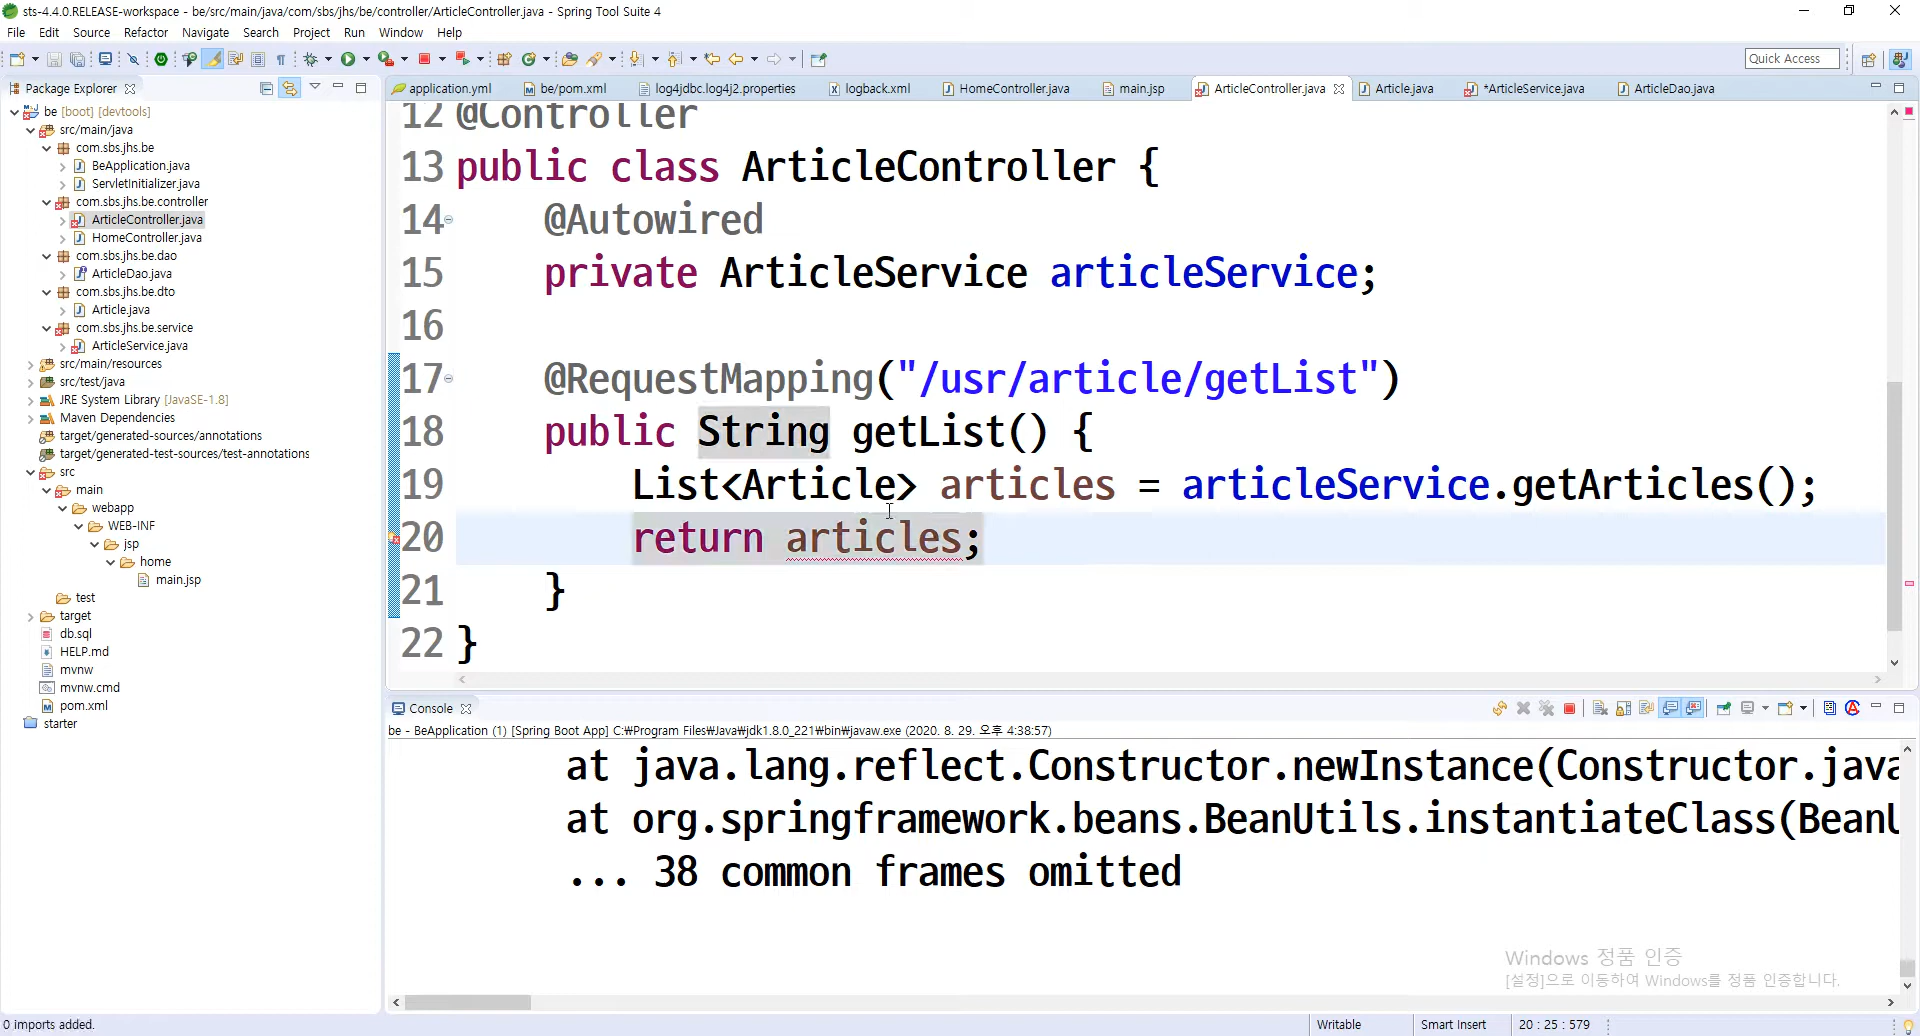 sts-4.4.0.RELEASE-workspace - be/src/main/java/com/sbs/jhs/be/controller/ArticleController.java - Spring Tool Suite 4
File Edit Source Refactor Navigate Search Project Run Window Help
Quick Access
Package Explorer
application.yml be/pom.xml log4jdbc.log4j2.properties logback.xml HomeController.java main.jsp ArticleController.java Article.java *ArticleService.java ArticleDao.java
be [boot] [devtools]
src/main/java
com.sbs.jhs.be
BeApplication.java
ServletInitializer.java
com.sbs.jhs.be.controller
ArticleController.java
HomeController.java
com.sbs.jhs.be.dao
ArticleDao.java
com.sbs.jhs.be.dto
Article.java
com.sbs.jhs.be.service
ArticleService.java
src/main/resources
src/test/java
JRE System Library [JavaSE-1.8]
Maven Dependencies
target/generated-sources/annotations
target/generated-test-sources/test-annotations
src
main
webapp
WEB-INF
jsp
home
main.jsp
test
target
db.sql
HELP.md
mvnw
mvnw.cmd
pom.xml
starter
12 @Controller
13 public class ArticleController {
14 @Autowired
15 private ArticleService articleService;
16
17 @RequestMapping("/usr/article/getList")
18 public String getList() {
19 List<Article> articles = articleService.getArticles();
20 return articles;
21 }
22 }
Console
be - BeApplication (1) [Spring Boot App] C:₩Program Files₩Java₩jdk1.8.0_221₩bin₩javaw.exe (2020. 8. 29. 오후 4:38:57)
at java.lang.reflect.Constructor.newInstance(Constructor.java
at org.springframework.beans.BeanUtils.instantiateClass(BeanU
... 38 common frames omitted
Windows 정품 인증
[설정]으로 이동하여 Windows를 정품 인증합니다.
0 imports added.
Writable Smart Insert 20 : 25 : 579